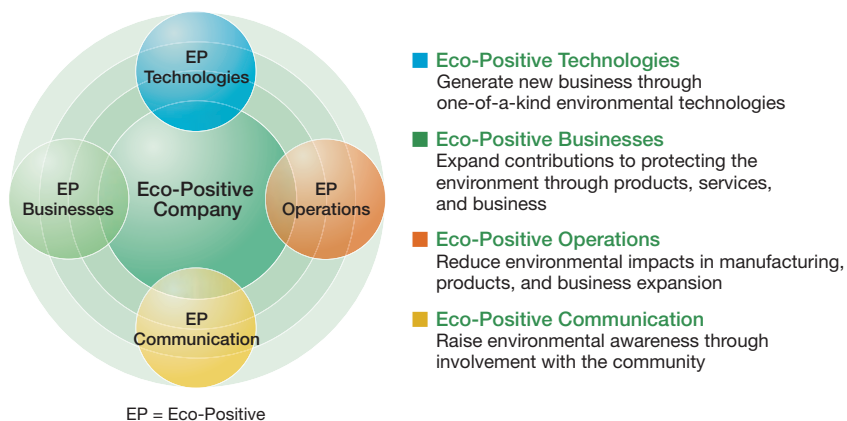 EP
Technologies
EP
Businesses
Eco-Positive
Company
EP
Operations
EP
Communication
EP = Eco-Positive
Eco-Positive Technologies
Generate new business through
one-of-a-kind environmental technologies
Eco-Positive Businesses
Expand contributions to protecting the
environment through products, services,
and business
Eco-Positive Operations
Reduce environmental impacts in manufacturing,
products, and business expansion
Eco-Positive Communication
Raise environmental awareness through
involvement with the community